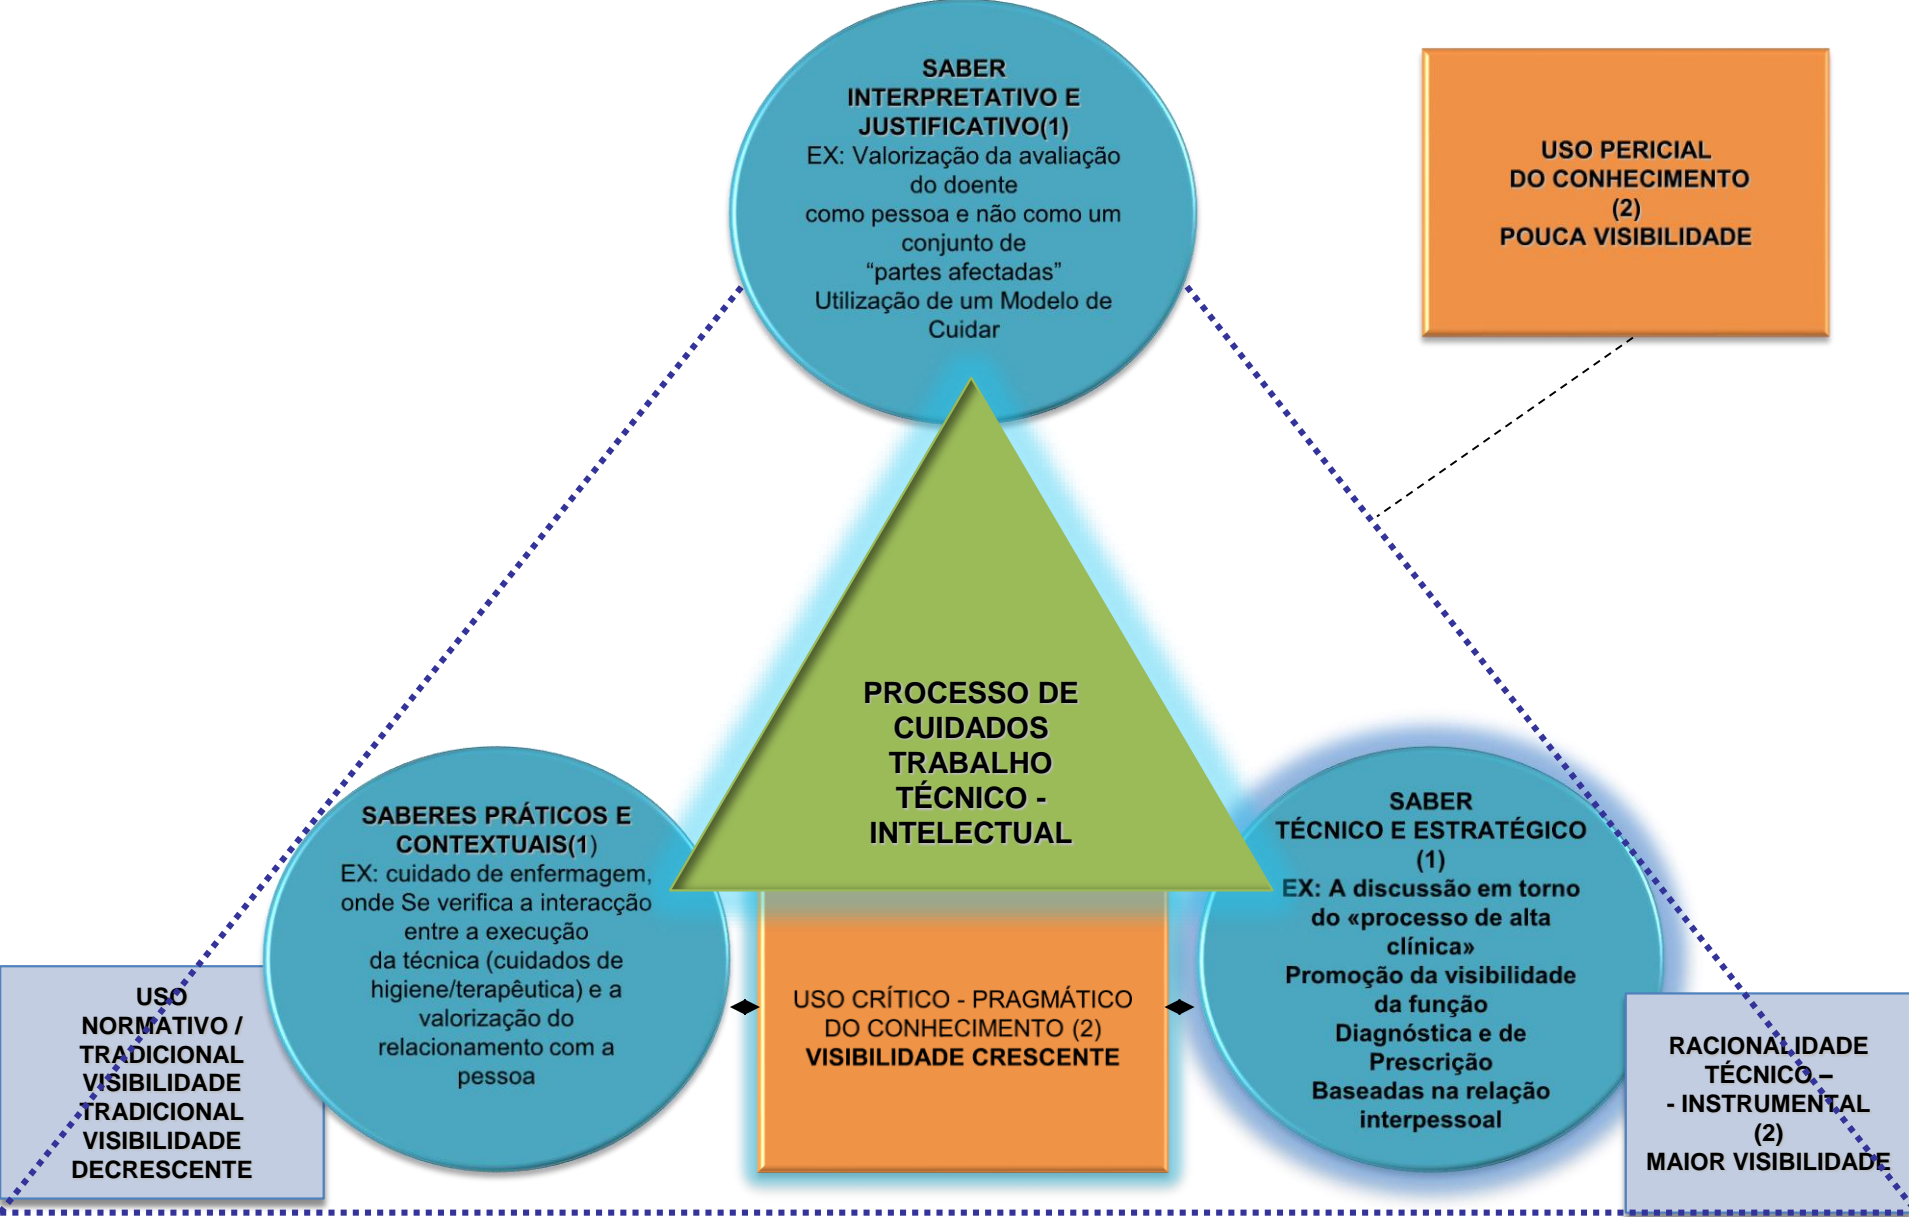 SABER
INTERPRETATIVO E
JUSTIFICATIVO(1)
EX: Valorização da avaliação
do doente
como pessoa e não como um
conjunto de
“partes afectadas”
Utilização de um Modelo de
Cuidar
USO PERICIAL
DO CONHECIMENTO
(2)
POUCA VISIBILIDADE
PROCESSO DE
CUIDADOS
TRABALHO
TÉCNICO -
INTELECTUAL
SABERES PRÁTICOS E
CONTEXTUAIS(1)
EX: cuidado de enfermagem,
onde Se verifica a interacção
entre a execução
da técnica (cuidados de
higiene/terapêutica) e a
valorização do
relacionamento com a
pessoa
SABER
TÉCNICO E ESTRATÉGICO
(1)
EX: A discussão em torno
do «processo de alta
clínica»
Promoção da visibilidade
da função
Diagnóstica e de
Prescrição
Baseadas na relação
interpessoal
USO
NORMATIVO /
TRADICIONAL
VISIBILIDADE
TRADICIONAL
VISIBILIDADE
DECRESCENTE
USO CRÍTICO - PRAGMÁTICO
DO CONHECIMENTO (2)
VISIBILIDADE CRESCENTE
RACIONALIDADE
TÉCNICO –
- INSTRUMENTAL
(2)
MAIOR VISIBILIDADE